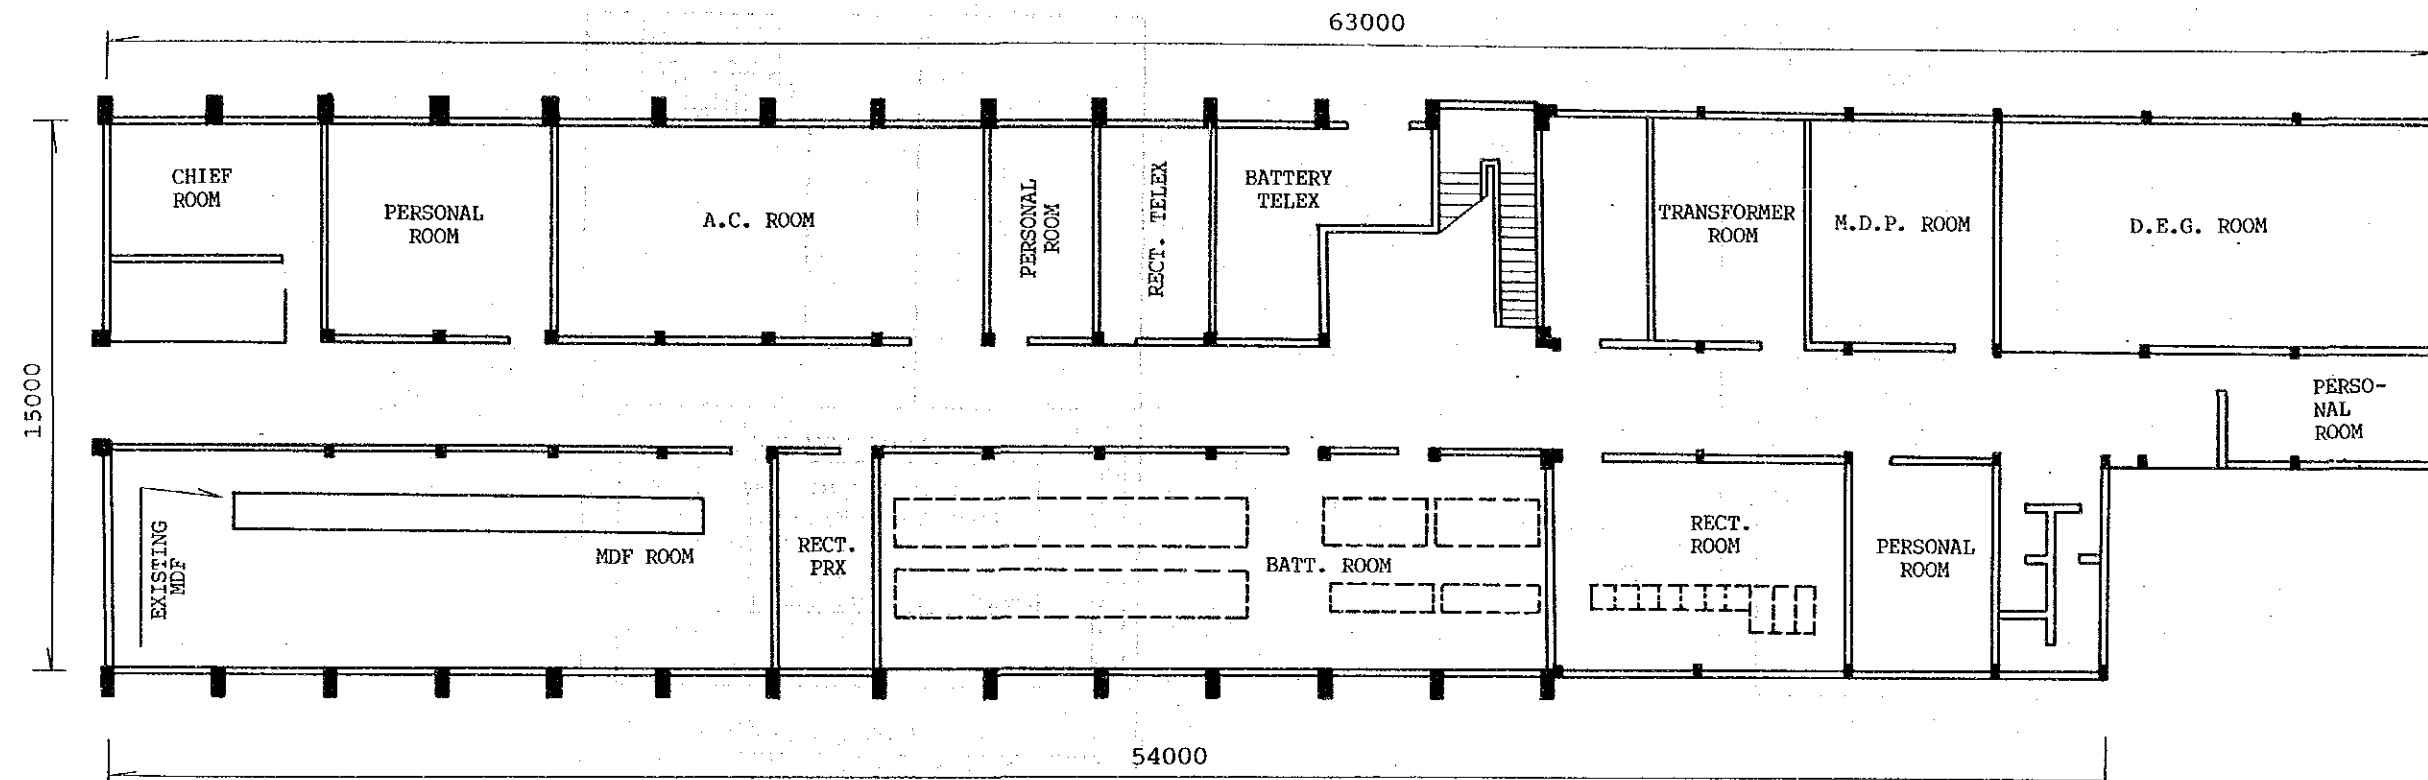 63000
CHIEF
ROOM
PERSONAL
ROOM
A.C. ROOM
PERSONAL
ROOM
RECT. TELEX
BATTERY
TELEX
TRANSFORMER
ROOM
M.D.P. ROOM
D.E.G. ROOM
15000
PERSO-
NAL
ROOM
EXISTING
MDF
MDF ROOM
RECT.
PRX
BATT. ROOM
RECT.
ROOM
PERSONAL
ROOM
54000